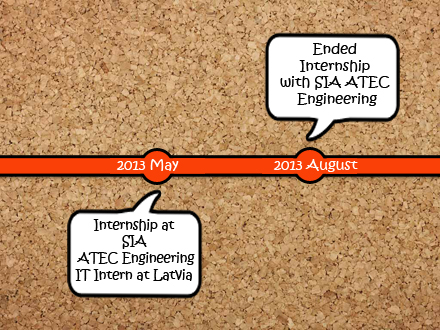 Ended
Internship
with SIA ATEC
Engineering
2013 May
2013 August
Internship at
SIA
ATEC Engineering
IT Intern at Latvia